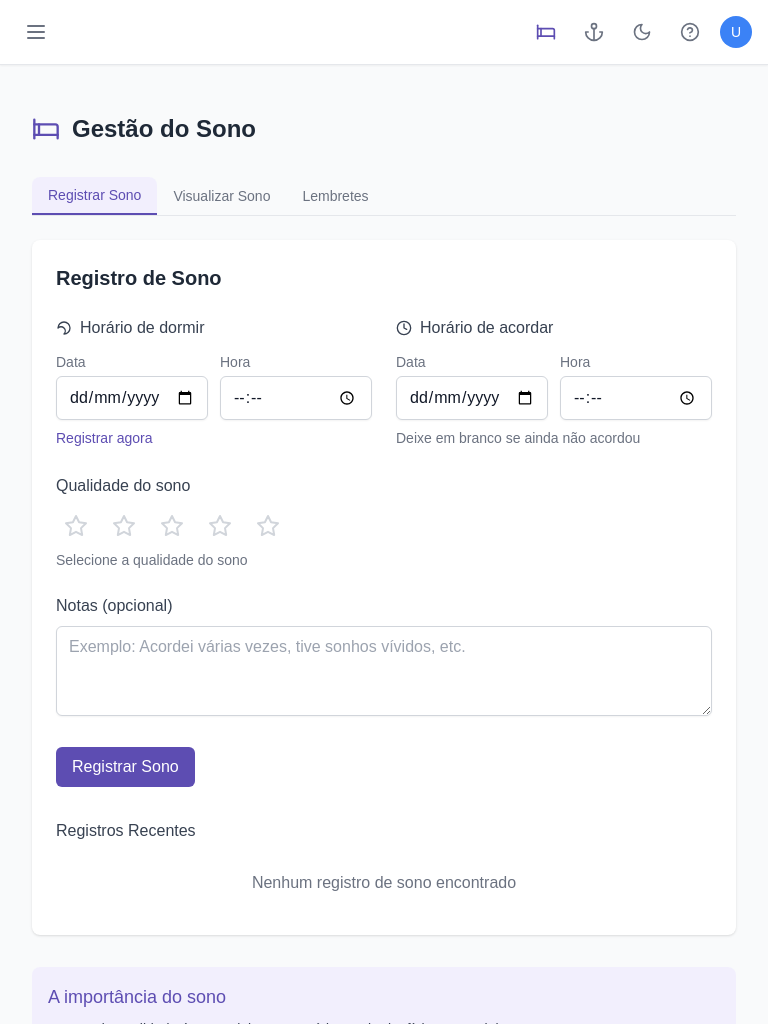 U
Gestão do Sono
Registrar Sono
Visualizar Sono
Lembretes
Registro de Sono
Horário de dormir
Data
Hora
dd/mm/yyyy
--:--
Registrar agora
Horário de acordar
Data
Hora
dd/mm/yyyy
--:--
Deixe em branco se ainda não acordou
Qualidade do sono
Selecione a qualidade do sono
Notas (opcional)
Exemplo: Acordei várias vezes, tive sonhos vívidos, etc.
Registrar Sono
Registros Recentes
Nenhum registro de sono encontrado
A importância do sono